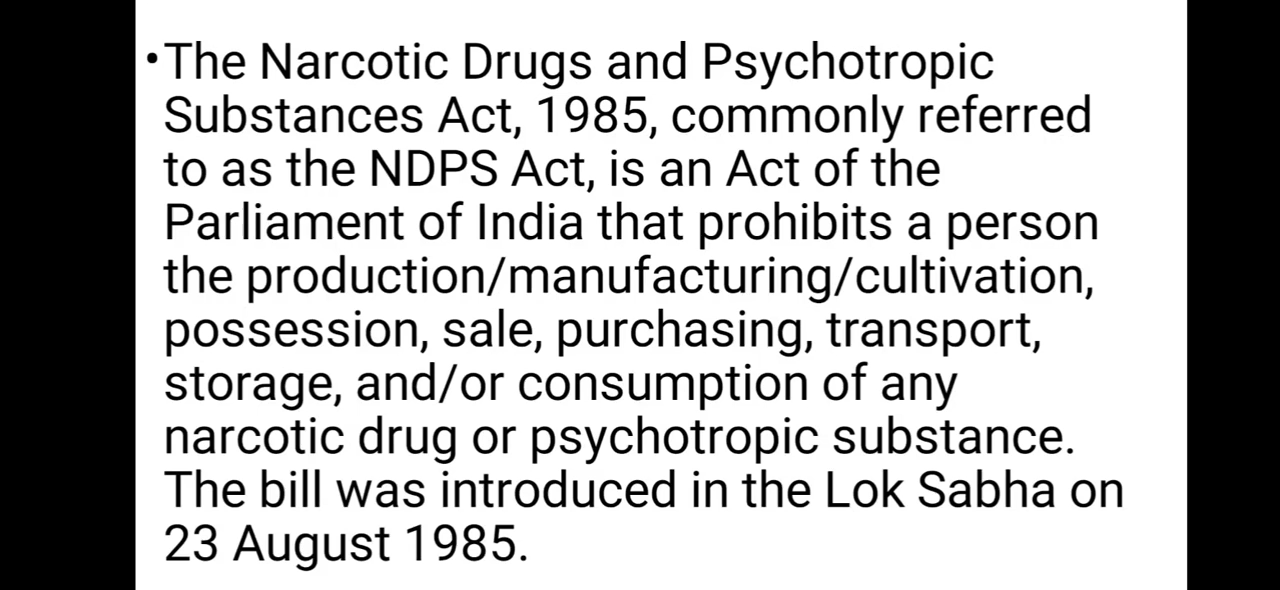 •The Narcotic Drugs and Psychotropic
Substances Act, 1985, commonly referred
to as the NDPS Act, is an Act of the
Parliament of India that prohibits a person
the production/manufacturing/cultivation,
possession, sale, purchasing, transport,
storage, and/or consumption of any
narcotic drug or psychotropic substance.
The bill was introduced in the Lok Sabha on
23 August 1985.